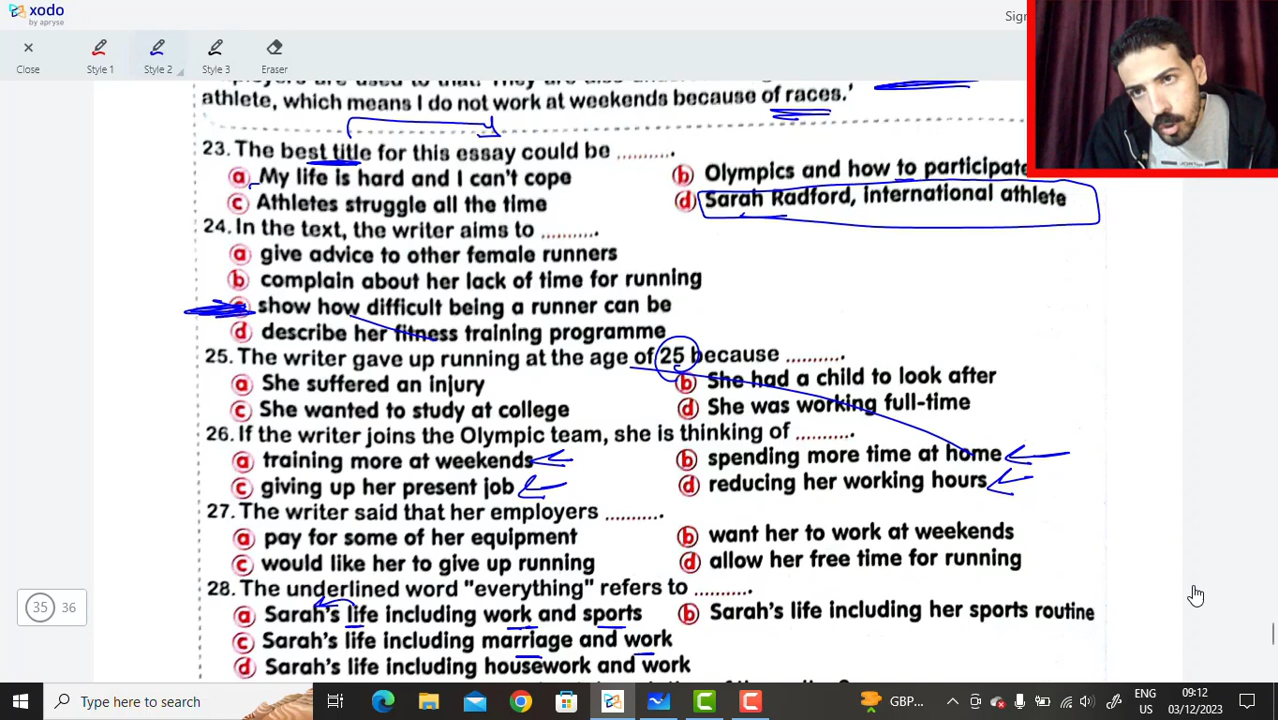 xodo
by apryse
Sign
Close
Style 1
Style 2
Style 3
Eraser
athlete, which means I do not work at weekends because of races.'
23. The best title for this essay could be ..........
a My life is hard and I can't cope
b Olympics and how to participate
c Athletes struggle all the time
d Sarah Radford, international athlete
24. In the text, the writer aims to ..........
a give advice to other female runners
b complain about her lack of time for running
show how difficult being a runner can be
d describe her fitness training programme
25. The writer gave up running at the age of 25 because ..........
a She suffered an injury
b She had a child to look after
c She wanted to study at college
d She was working full-time
26. If the writer joins the Olympic team, she is thinking of ..........
a training more at weekends
b spending more time at home
c giving up her present job
d reducing her working hours
27. The writer said that her employers ..........
a pay for some of her equipment
b want her to work at weekends
c would like her to give up running
d allow her free time for running
28. The underlined word "everything" refers to ..........
a Sarah's life including work and sports
b Sarah's life including her sports routine
c Sarah's life including marriage and work
d Sarah's life including housework and work
35 36
Type here to search
GBP...
ENG
US
09:12
03/12/2023